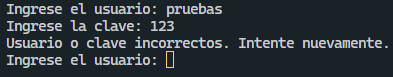 Ingrese el usuario: pruebas
Ingrese la clave: 123
Usuario o clave incorrectos. Intente nuevamente.
Ingrese el usuario: